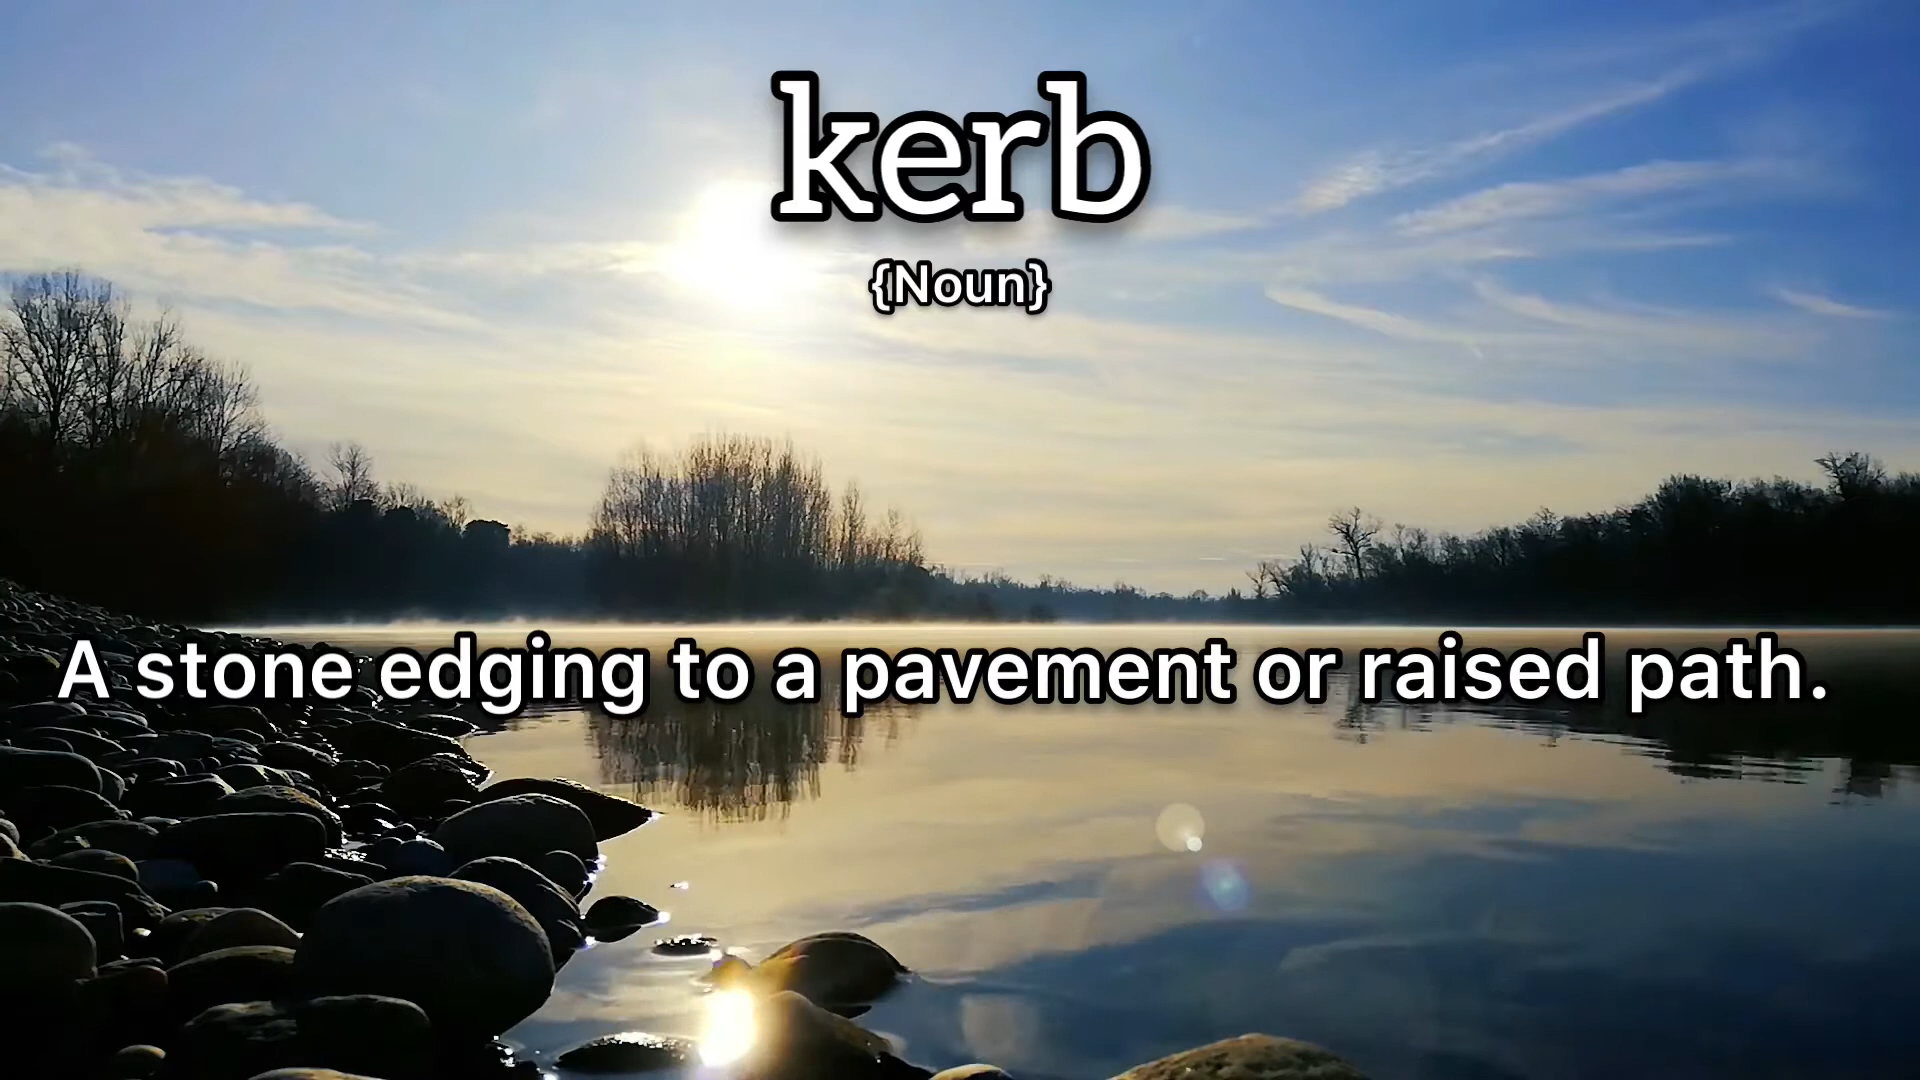 kerb
{Noun}
A stone edging to a pavement or raised path.